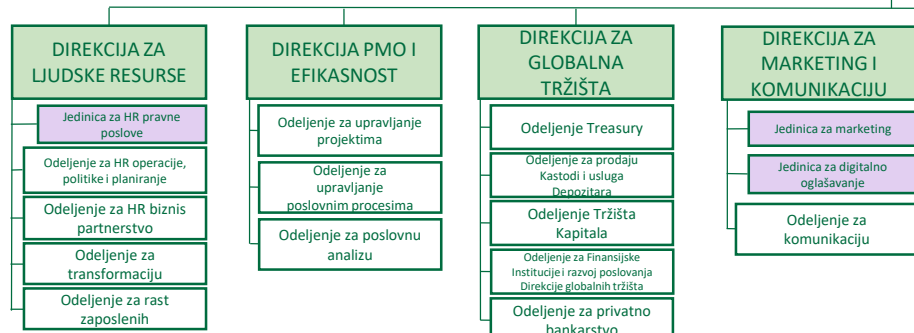 DIREKCIJA ZA
LJUDSKE RESURSE
Jedinica za HR pravne
poslove
Odeljenje za HR operacije,
politike i planiranje
Odeljenje za HR biznis
partnerstvo
Odeljenje za
transformaciju
Odeljenje za rast
zaposlenih
DIREKCIJA PMO I
EFIKASNOST
Odeljenje za upravljanje
projektima
Odeljenje za
upravljanje
poslovnim procesima
Odeljenje za poslovnu
analizu
DIREKCIJA ZA
GLOBALNA
TRŽIŠTA
Odeljenje Treasury
Odeljenje za prodaju
Kastodi i usluga
Depozitara
Odeljenje Tržišta
Kapitala
Odeljenje za Finansijske
Institucije i razvoj poslovanja
Direkcije globalnih tržišta
Odeljenje za privatno
bankarstvo
DIREKCIJA ZA
MARKETING I
KOMUNIKACIJU
Jedinica za marketing
Jedinica za digitalno
oglašavanje
Odeljenje za
komunikaciju